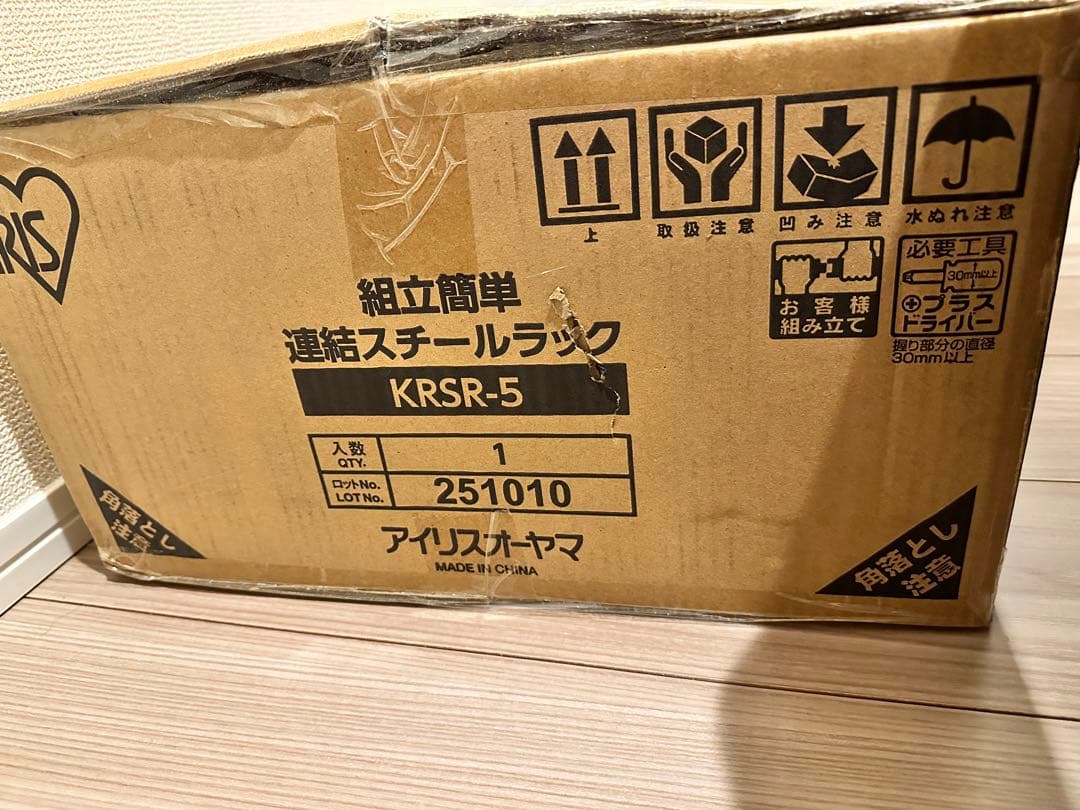 IRIS
上
取扱注意
凹み注意
水ぬれ注意
お客様
組み立て
必要工具
30mm以上
プラス
ドライバー
握り部分の直径
30mm以上
組立簡単
連結スチールラック
KRSR-5
入数
QTY.
1
ロットNo.
LOT No.
251010
アイリスオーヤマ
MADE IN CHINA
角落とし
注意
角落とし
注意